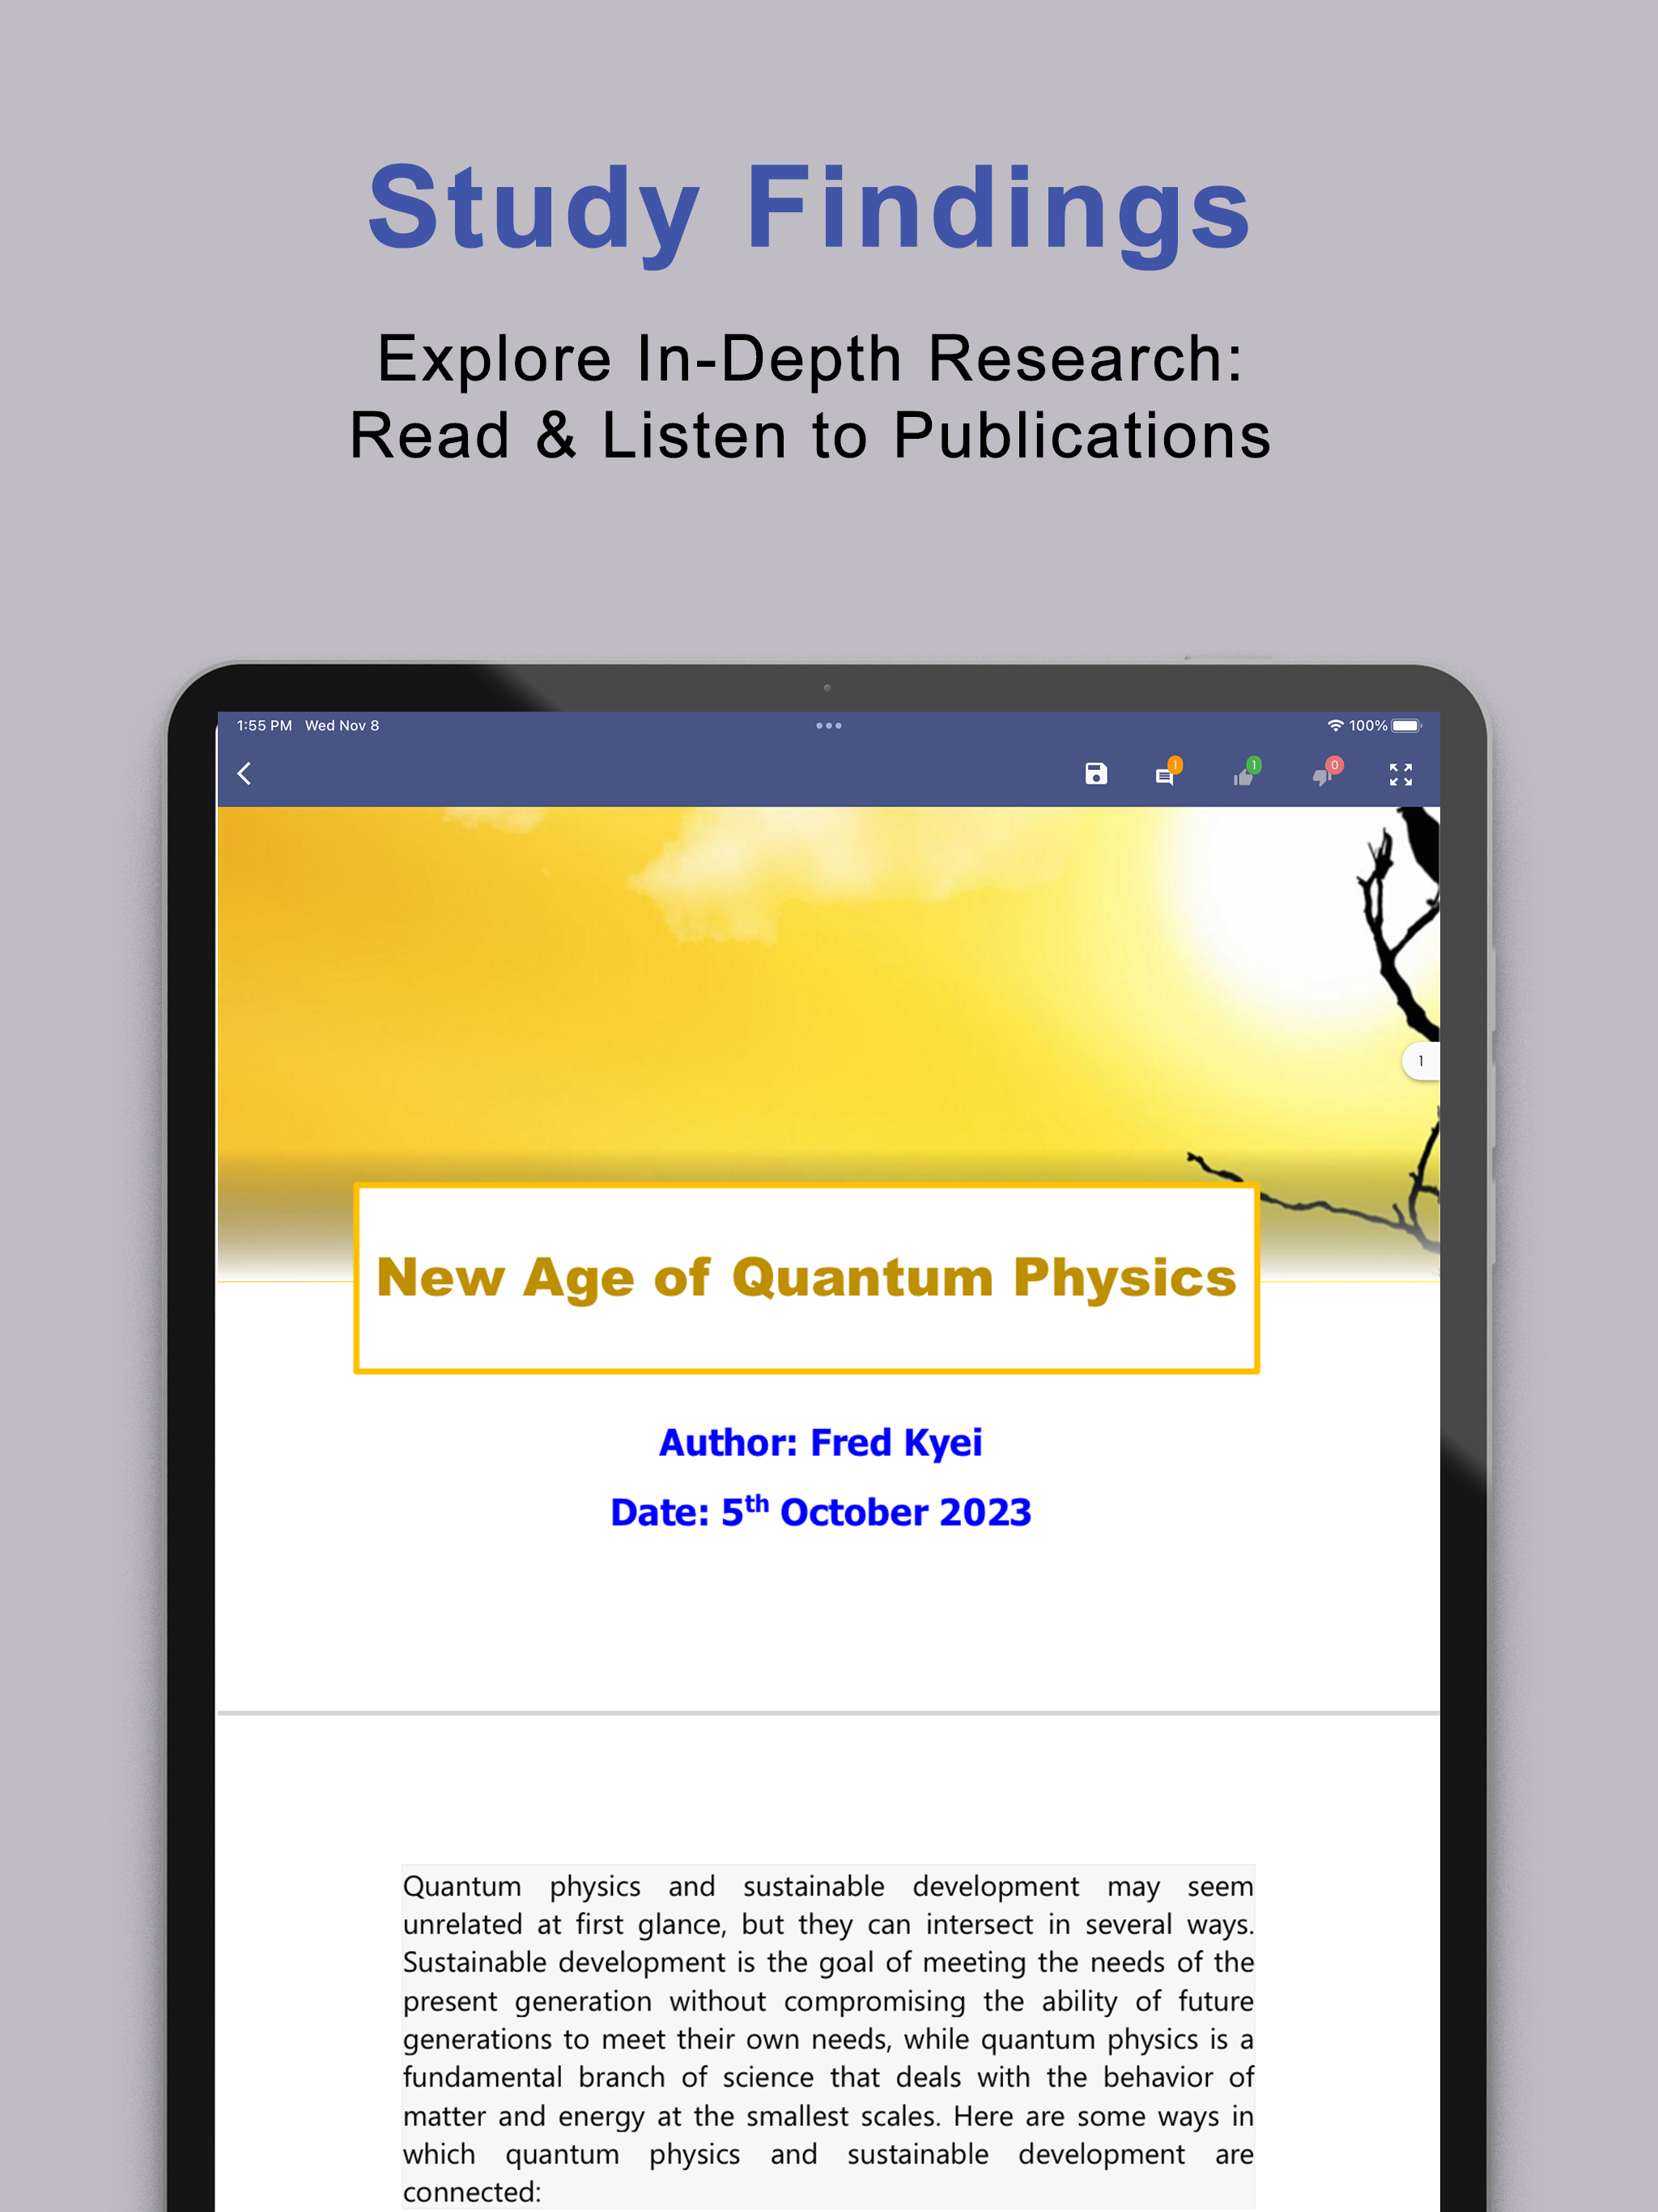 Study Findings
Explore In-Depth Research:
Read & Listen to Publications
1:55 PM Wed Nov 8
100%
1
1
0
1
New Age of Quantum Physics
Author: Fred Kyei
Date: 5th October 2023
Quantum physics and sustainable development may seem
unrelated at first glance, but they can intersect in several ways.
Sustainable development is the goal of meeting the needs of the
present generation without compromising the ability of future
generations to meet their own needs, while quantum physics is a
fundamental branch of science that deals with the behavior of
matter and energy at the smallest scales. Here are some ways in
which quantum physics and sustainable development are
connected: